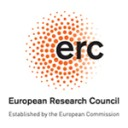 erc
European Research Council
Established by the European Commission